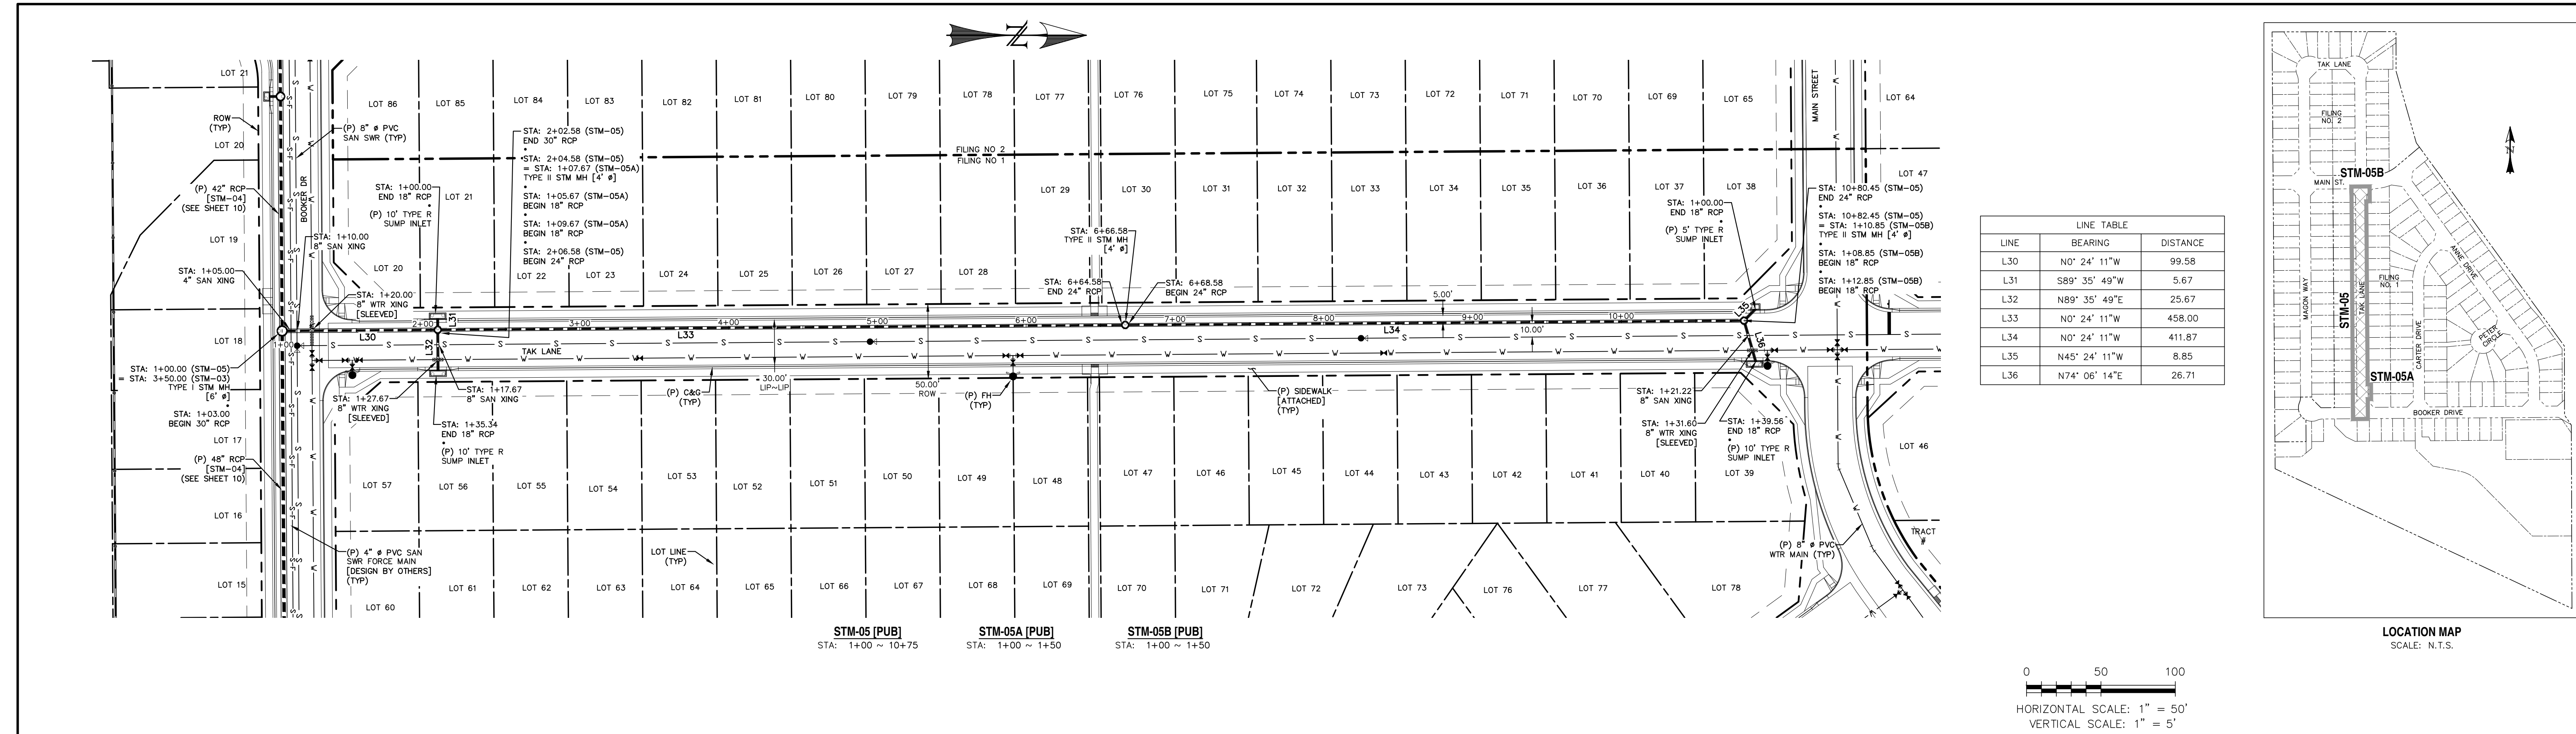 N
LOT 21
LOT 20
LOT 19
LOT 18
LOT 17
LOT 16
LOT 15
ROW
(TYP)
(P) 42" RCP
[STM-04]
(SEE SHEET 10)
STA: 1+05.00
4" SAN XING
STA: 1+00.00 (STM-05)
= STA: 3+50.00 (STM-03)
TYPE I STM MH
[6' ø]
•
STA: 1+03.00
BEGIN 30" RCP
(P) 48" RCP
[STM-04]
(SEE SHEET 10)
BOOKER DR
(P) 8" ø PVC
SAN SWR (TYP)
STA: 1+10.00
8" SAN XING
STA: 1+20.00
8" WTR XING
[SLEEVED]
(P) 4" ø PVC SAN
SWR FORCE MAIN
[DESIGN BY OTHERS]
(TYP)
LOT 86
LOT 85
LOT 84
LOT 83
LOT 82
LOT 81
LOT 80
LOT 79
LOT 78
LOT 77
LOT 76
LOT 75
LOT 74
LOT 73
LOT 72
LOT 71
LOT 70
LOT 69
LOT 65
LOT 64
MAIN STREET
FILING NO 2
FILING NO 1
STA: 1+00.00
END 18" RCP
•
(P) 10' TYPE R
SUMP INLET
STA: 2+02.58 (STM-05)
END 30" RCP
•
STA: 2+04.58 (STM-05)
= STA: 1+07.67 (STM-05A)
TYPE II STM MH [4' ø]
•
STA: 1+05.67 (STM-05A)
BEGIN 18" RCP
•
STA: 1+09.67 (STM-05A)
BEGIN 18" RCP
•
STA: 2+06.58 (STM-05)
BEGIN 24" RCP
LOT 20
LOT 21
LOT 22
LOT 23
LOT 24
LOT 25
LOT 26
LOT 27
LOT 28
LOT 29
LOT 30
LOT 31
LOT 32
LOT 33
LOT 34
LOT 35
LOT 36
LOT 37
LOT 38
LOT 47
STA: 6+66.58
TYPE II STM MH
[4' ø]
STA: 6+64.58
END 24" RCP
STA: 6+68.58
BEGIN 24" RCP
STA: 1+00.00
END 18" RCP
•
(P) 5' TYPE R
SUMP INLET
STA: 10+80.45 (STM-05)
END 24" RCP
•
STA: 10+82.45 (STM-05)
= STA: 1+10.85 (STM-05B)
TYPE II STM MH [4' ø]
•
STA: 1+08.85 (STM-05B)
BEGIN 18" RCP
•
STA: 1+12.85 (STM-05B)
BEGIN 18" RCP
1+00
2+00
3+00
4+00
5+00
6+00
7+00
8+00
9+00
10+00
L30
L31
L32
L33
L34
L35
L36
5.00'
10.00'
TAK LANE
30.00'
LIP~LIP
50.00'
ROW
STA: 1+27.67
8" WTR XING
[SLEEVED]
STA: 1+17.67
8" SAN XING
STA: 1+35.34
END 18" RCP
•
(P) 10' TYPE R
SUMP INLET
(P) C&G
(TYP)
(P) FH
(TYP)
(P) SIDEWALK
[ATTACHED]
(TYP)
STA: 1+21.22
8" SAN XING
STA: 1+31.60
8" WTR XING
[SLEEVED]
STA: 1+39.56
END 18" RCP
•
(P) 10' TYPE R
SUMP INLET
LOT 57
LOT 56
LOT 55
LOT 54
LOT 53
LOT 52
LOT 51
LOT 50
LOT 49
LOT 48
LOT 47
LOT 46
LOT 45
LOT 44
LOT 43
LOT 42
LOT 41
LOT 40
LOT 39
LOT 46
LOT LINE
(TYP)
(P) 8" ø PVC
WTR MAIN (TYP)
TRACT
#
LOT 60
LOT 61
LOT 62
LOT 63
LOT 64
LOT 65
LOT 66
LOT 67
LOT 68
LOT 69
LOT 70
LOT 71
LOT 72
LOT 73
LOT 76
LOT 77
LOT 78
STM-05 [PUB]
STA: 1+00 ~ 10+75
STM-05A [PUB]
STA: 1+00 ~ 1+50
STM-05B [PUB]
STA: 1+00 ~ 1+50
LINE TABLE
LINE BEARING DISTANCE
L30 N0° 24' 11"W 99.58
L31 S89° 35' 49"W 5.67
L32 N89° 35' 49"E 25.67
L33 N0° 24' 11"W 458.00
L34 N0° 24' 11"W 411.87
L35 N45° 24' 11"W 8.85
L36 N74° 06' 14"E 26.71
TAK LANE
FILING
NO. 2
N
STM-05B
MAIN ST.
ANNE DRIVE
MAGON WAY
STM-05
TAK LANE
FILING
NO. 1
CARTER DRIVE
PETER
CIRCLE
STM-05A
BOOKER DRIVE
LOCATION MAP
SCALE: N.T.S.
0 50 100
HORIZONTAL SCALE: 1" = 50'
VERTICAL SCALE: 1" = 5'